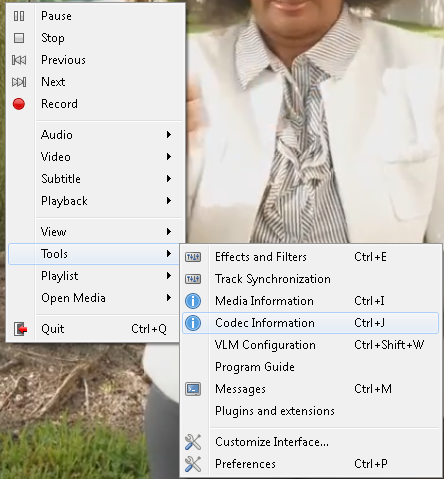 Pause
Stop
Previous
Next
Record
Audio
Video
Subtitle
Playback
View
Tools
Playlist
Open Media
Quit Ctrl+Q
Effects and Filters Ctrl+E
Track Synchronization
Media Information Ctrl+I
Codec Information Ctrl+J
VLM Configuration Ctrl+Shift+W
Program Guide
Messages Ctrl+M
Plugins and extensions
Customize Interface...
Preferences Ctrl+P